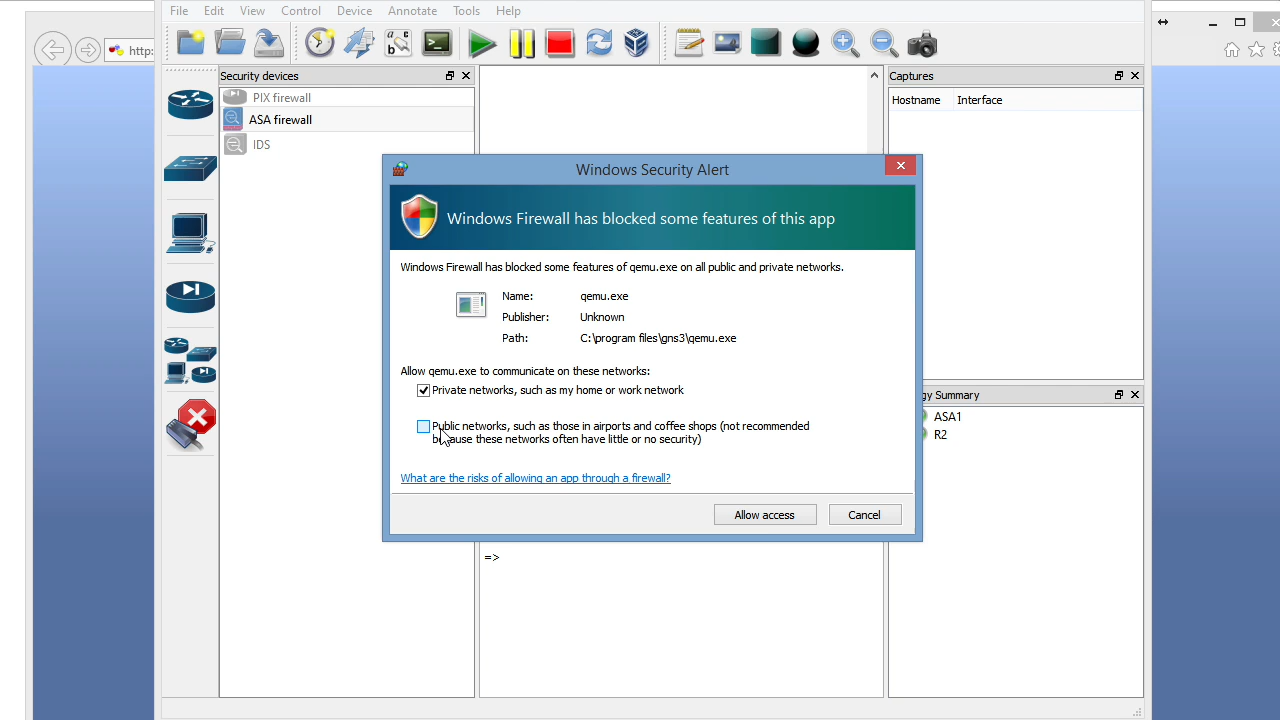 File Edit View Control Device Annotate Tools Help
http:
Security devices
PIX firewall
ASA firewall
IDS
Captures
Hostname Interface
Windows Security Alert
Windows Firewall has blocked some features of this app
Windows Firewall has blocked some features of qemu.exe on all public and private networks.
Name: qemu.exe
Publisher: Unknown
Path: C:\program files\gns3\qemu.exe
Allow qemu.exe to communicate on these networks:
Private networks, such as my home or work network
Public networks, such as those in airports and coffee shops (not recommended
because these networks often have little or no security)
What are the risks of allowing an app through a firewall?
Allow access Cancel
gy Summary
ASA1
R2
=>